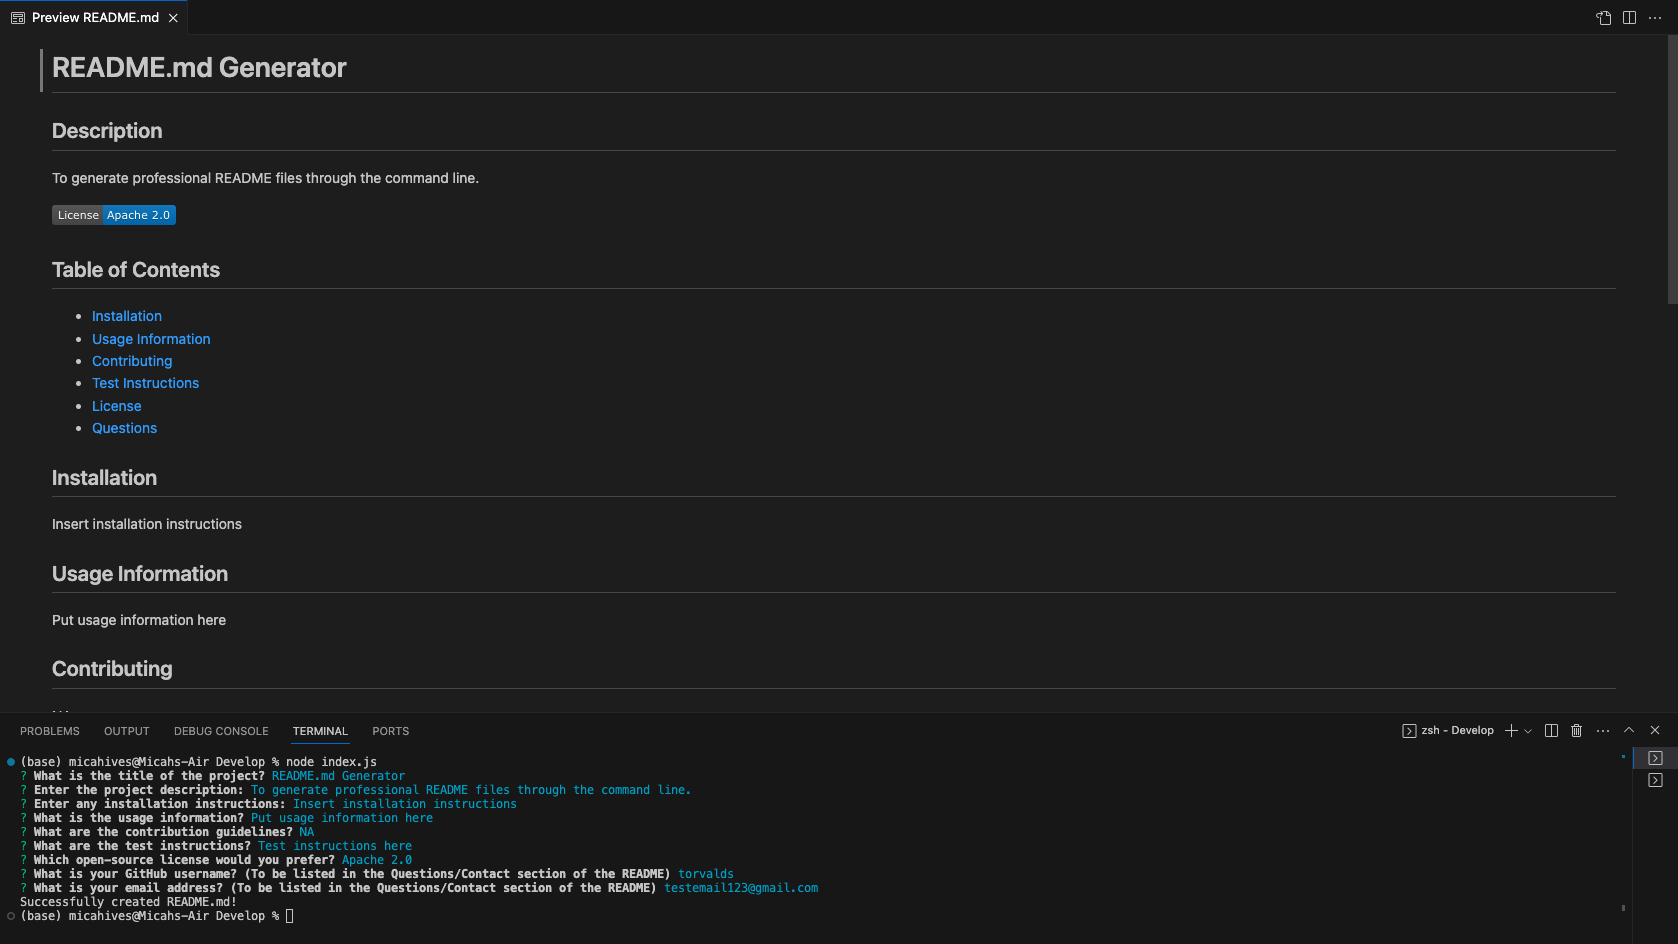 Preview README.md
README.md Generator
Description
To generate professional README files through the command line.
License Apache 2.0
Table of Contents
Installation
Usage Information
Contributing
Test Instructions
License
Questions
Installation
Insert installation instructions
Usage Information
Put usage information here
Contributing
PROBLEMS OUTPUT DEBUG CONSOLE TERMINAL PORTS zsh - Develop
(base) micahives@Micahs-Air Develop % node index.js
? What is the title of the project? README.md Generator
? Enter the project description: To generate professional README files through the command line.
? Enter any installation instructions: Insert installation instructions
? What is the usage information? Put usage information here
? What are the contribution guidelines? NA
? What are the test instructions? Test instructions here
? Which open-source license would you prefer? Apache 2.0
? What is your GitHub username? (To be listed in the Questions/Contact section of the README) torvalds
? What is your email address? (To be listed in the Questions/Contact section of the README) testemail123@gmail.com
Successfully created README.md!
(base) micahives@Micahs-Air Develop %